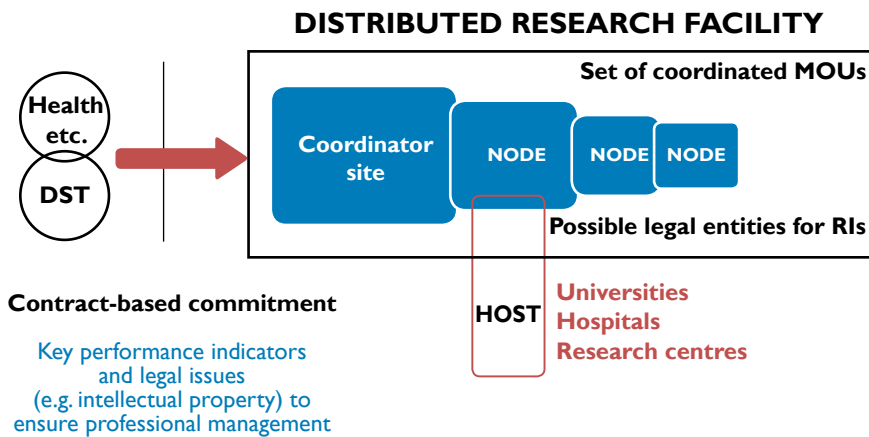 DISTRIBUTED RESEARCH FACILITY
Set of coordinated MOUs
Health
etc.
DST
Coordinator
site
NODE
NODE
NODE
Possible legal entities for RIs
HOST
Universities
Hospitals
Research centres
Contract-based commitment
Key performance indicators
and legal issues
(e.g. intellectual property) to
ensure professional management